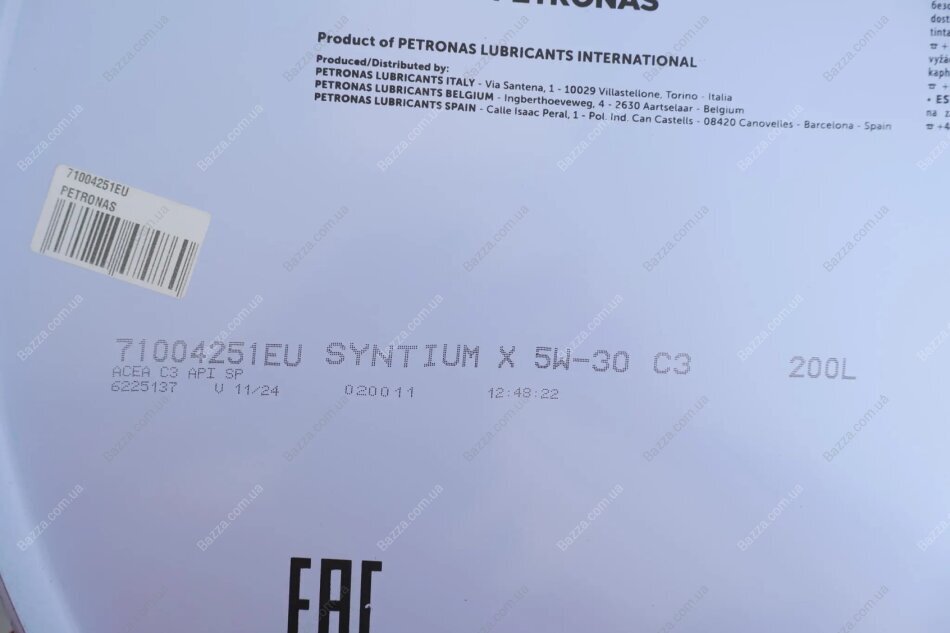 PETRONAS
Product of PETRONAS LUBRICANTS INTERNATIONAL
Produced/Distributed by:
PETRONAS LUBRICANTS ITALY - Via Santena, 1 - 10029 Villastellone, Torino - Italia
PETRONAS LUBRICANTS BELGIUM - Ingberthoeveweg, 4 - 2630 Aartselaar - Belgium
PETRONAS LUBRICANTS SPAIN - Calle Isaac Peral, 1 - Pol. Ind. Can Castells - 08420 Canovelles - Barcelona - Spain
71004251EU
PETRONAS
71004251EU SYNTIUM X 5W-30 C3 200L
ACEA C3 API SP
6225137 V 11/24 020011 12:48:22
EAC
Bazza.com.ua